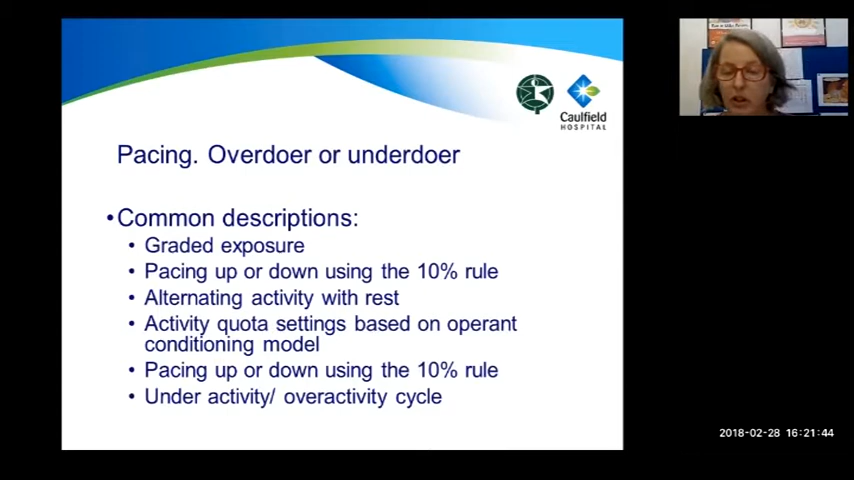 Caulfield
HOSPITAL
Pacing. Overdoer or underdoer
•Common descriptions:
• Graded exposure
• Pacing up or down using the 10% rule
• Alternating activity with rest
• Activity quota settings based on operant
conditioning model
• Pacing up or down using the 10% rule
• Under activity/ overactivity cycle
2018-02-28 16:21:44